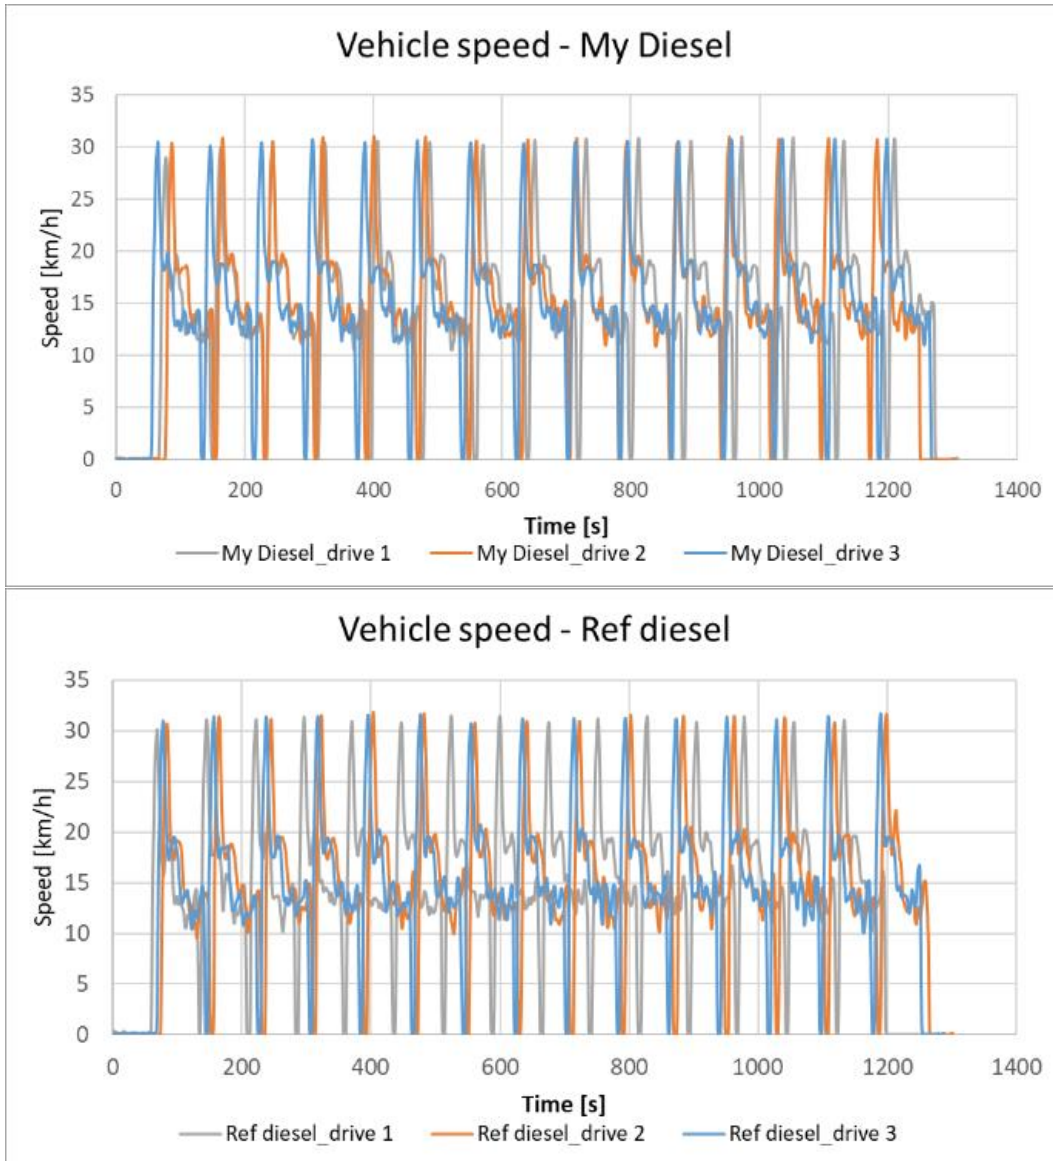 Vehicle speed - My Diesel
35
30
25
20
15
10
5
0
Speed [km/h]
0 200 400 600 800 1000 1200 1400
Time [s]
My Diesel_drive 1 My Diesel_drive 2 My Diesel_drive 3
Vehicle speed - Ref diesel
35
30
25
20
15
10
5
0
Speed [km/h]
0 200 400 600 800 1000 1200 1400
Time [s]
Ref diesel_drive 1 Ref diesel_drive 2 Ref diesel_drive 3